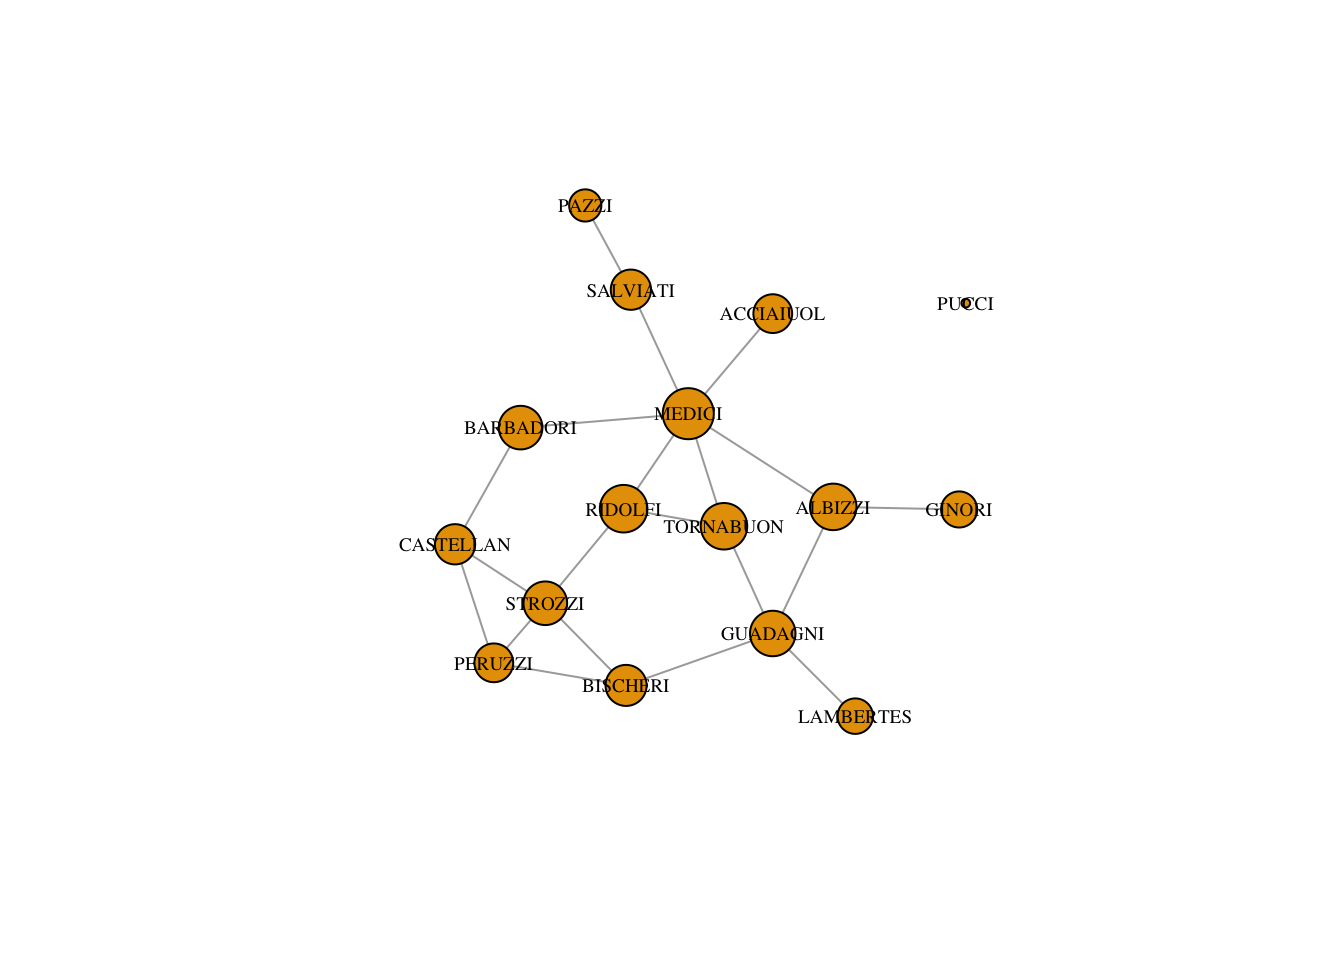 PAZZI
SALVIATI
ACCIAIUOL
PUCCI
MEDICI
BARBADORI
RIDOLFI
TORNABUON
ALBIZZI
GINORI
CASTELLAN
STROZZI
GUADAGNI
PERUZZI
BISCHERI
LAMBERTES